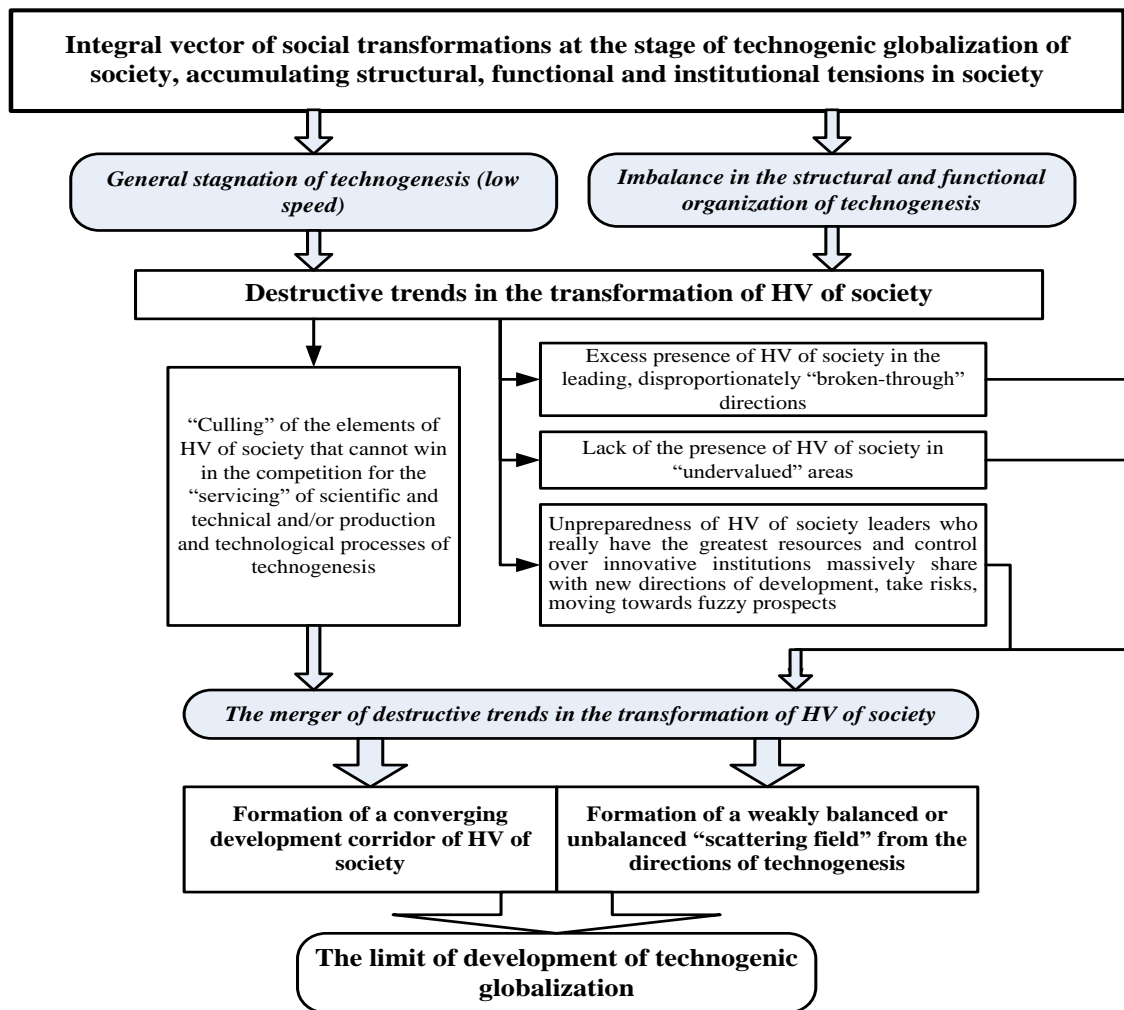 Integral vector of social transformations at the stage of technogenic globalization of
society, accumulating structural, functional and institutional tensions in society
General stagnation of technogenesis (low
speed)
Imbalance in the structural and functional
organization of technogenesis
Destructive trends in the transformation of HV of society
“Culling” of the elements of
HV of society that cannot win
in the competition for the
“servicing” of scientific and
technical and/or production
and technological processes of
technogenesis
Excess presence of HV of society in the
leading, disproportionately “broken-through”
directions
Lack of the presence of HV of society in
“undervalued” areas
Unpreparedness of HV of society leaders who
really have the greatest resources and control
over innovative institutions massively share
with new directions of development, take risks,
moving towards fuzzy prospects
The merger of destructive trends in the transformation of HV of society
Formation of a converging
development corridor of HV of
society
Formation of a weakly balanced or
unbalanced “scattering field” from the
directions of technogenesis
The limit of development of technogenic
globalization